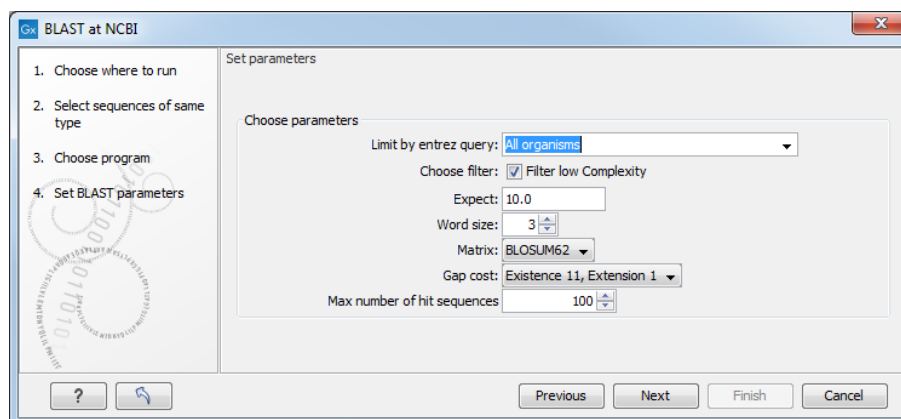 Gx BLAST at NCBI
1. Choose where to run
2. Select sequences of same
type
3. Choose program
4. Set BLAST parameters
Set parameters
Choose parameters
Limit by entrez query: All organisms
Choose filter: Filter low Complexity
Expect: 10.0
Word size: 3
Matrix: BLOSUM62
Gap cost: Existence 11, Extension 1
Max number of hit sequences 100
? Previous Next Finish Cancel